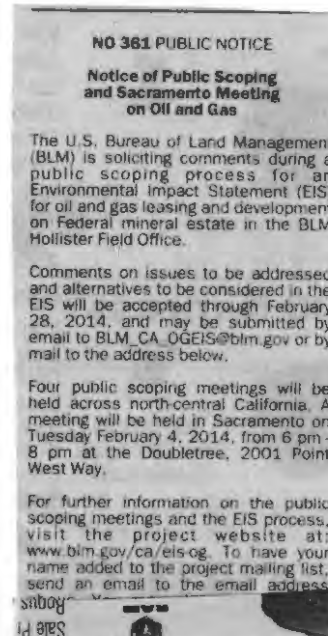 NO 361 PUBLIC NOTICE
Notice of Public Scoping
and Sacramento Meeting
on Oil and Gas
The U.S. Bureau of Land Management
(BLM) is soliciting comments during a
public scoping process for an
Environmental Impact Statement (EIS)
for oil and gas leasing and development
on Federal mineral estate in the BLM
Hollister Field Office.
Comments on issues to be addressed
and alternatives to be considered in the
EIS will be accepted through February
28, 2014, and may be submitted by
email to BLM_CA_OGEIS@blm.gov or by
mail to the address below.
Four public scoping meetings will be
held across north-central California. A
meeting will be held in Sacramento on
Tuesday February 4, 2014, from 6 pm -
8 pm at the Doubletree, 2001 Point
West Way.
For further information on the public
scoping meetings and the EIS process,
visit the project website at:
www.blm.gov/ca/eis-og. To have your
name added to the project mailing list,
send an email to the email address
Sale